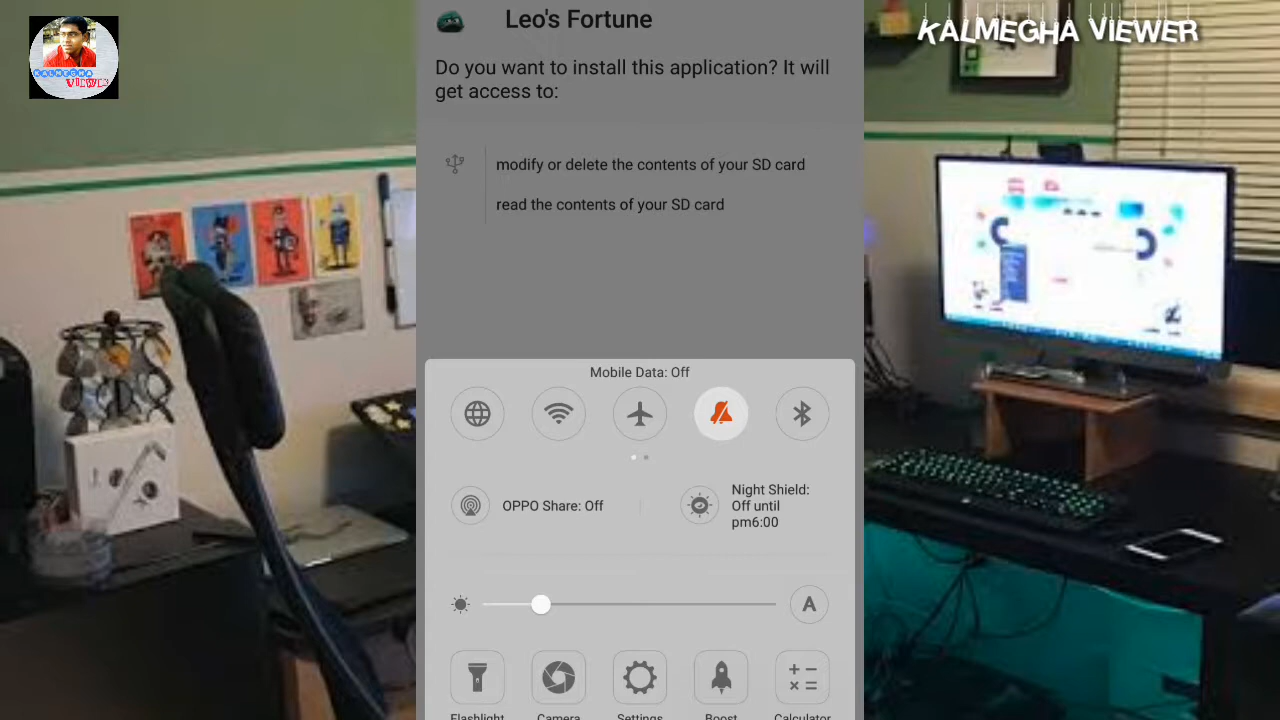 KALMEGHA
VIEWER
Leo's Fortune
Do you want to install this application? It will
get access to:
modify or delete the contents of your SD card
read the contents of your SD card
KALMEGHA VIEWER
Mobile Data: Off
OPPO Share: Off
Night Shield:
Off until
pm6:00
A
Flashlight
Camera
Settings
Boost
Calculator